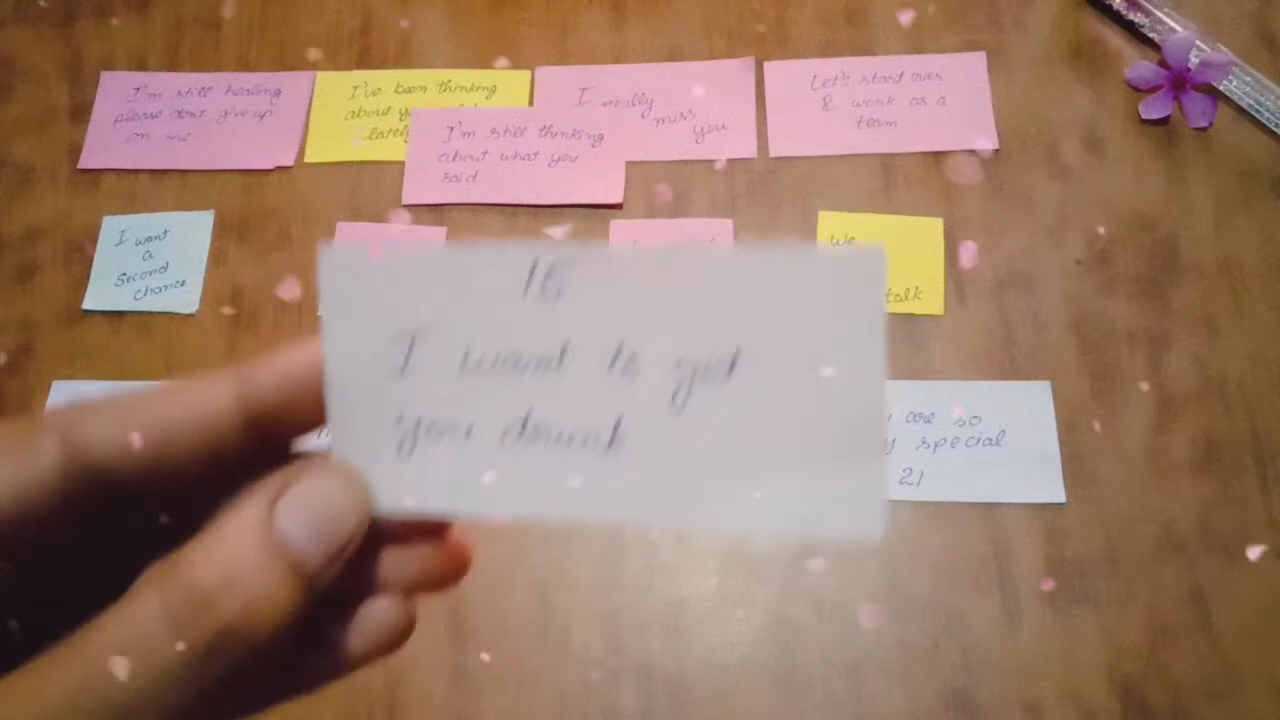 I'm still healing
please dont give up
on me
I've been thinking
about
lately
I really
miss
you
Let's start over
& work as a
team
I'm still thinking
about what you
said
I want
a
Second
chance
We
talk
16
I want to get
you drunk
are so
special
21